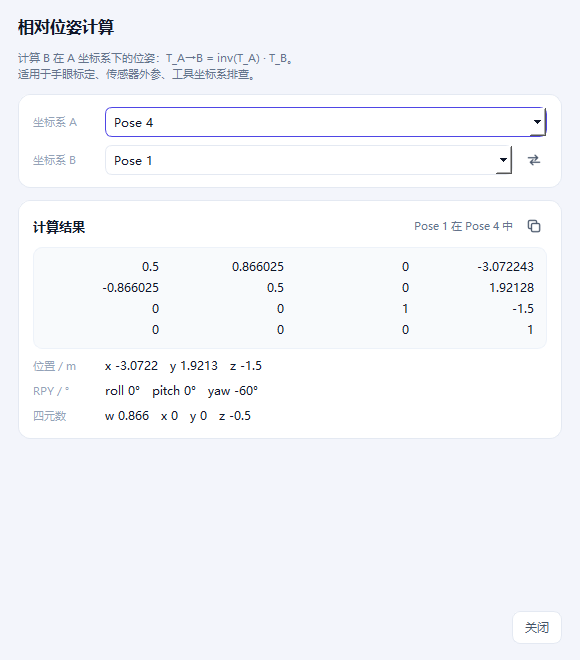 相对位姿计算
计算 B 在 A 坐标系下的位姿：T_A→B = inv(T_A) · T_B。
适用于手眼标定、传感器外参、工具坐标系排查。
坐标系 A
Pose 4
坐标系 B
Pose 1
计算结果
Pose 1 在 Pose 4 中
0.5 0.866025 0 -3.072243
-0.866025 0.5 0 1.92128
0 0 1 -1.5
0 0 0 1
位置 / m x -3.0722 y 1.9213 z -1.5
RPY / ° roll 0° pitch 0° yaw -60°
四元数 w 0.866 x 0 y 0 z -0.5
关闭